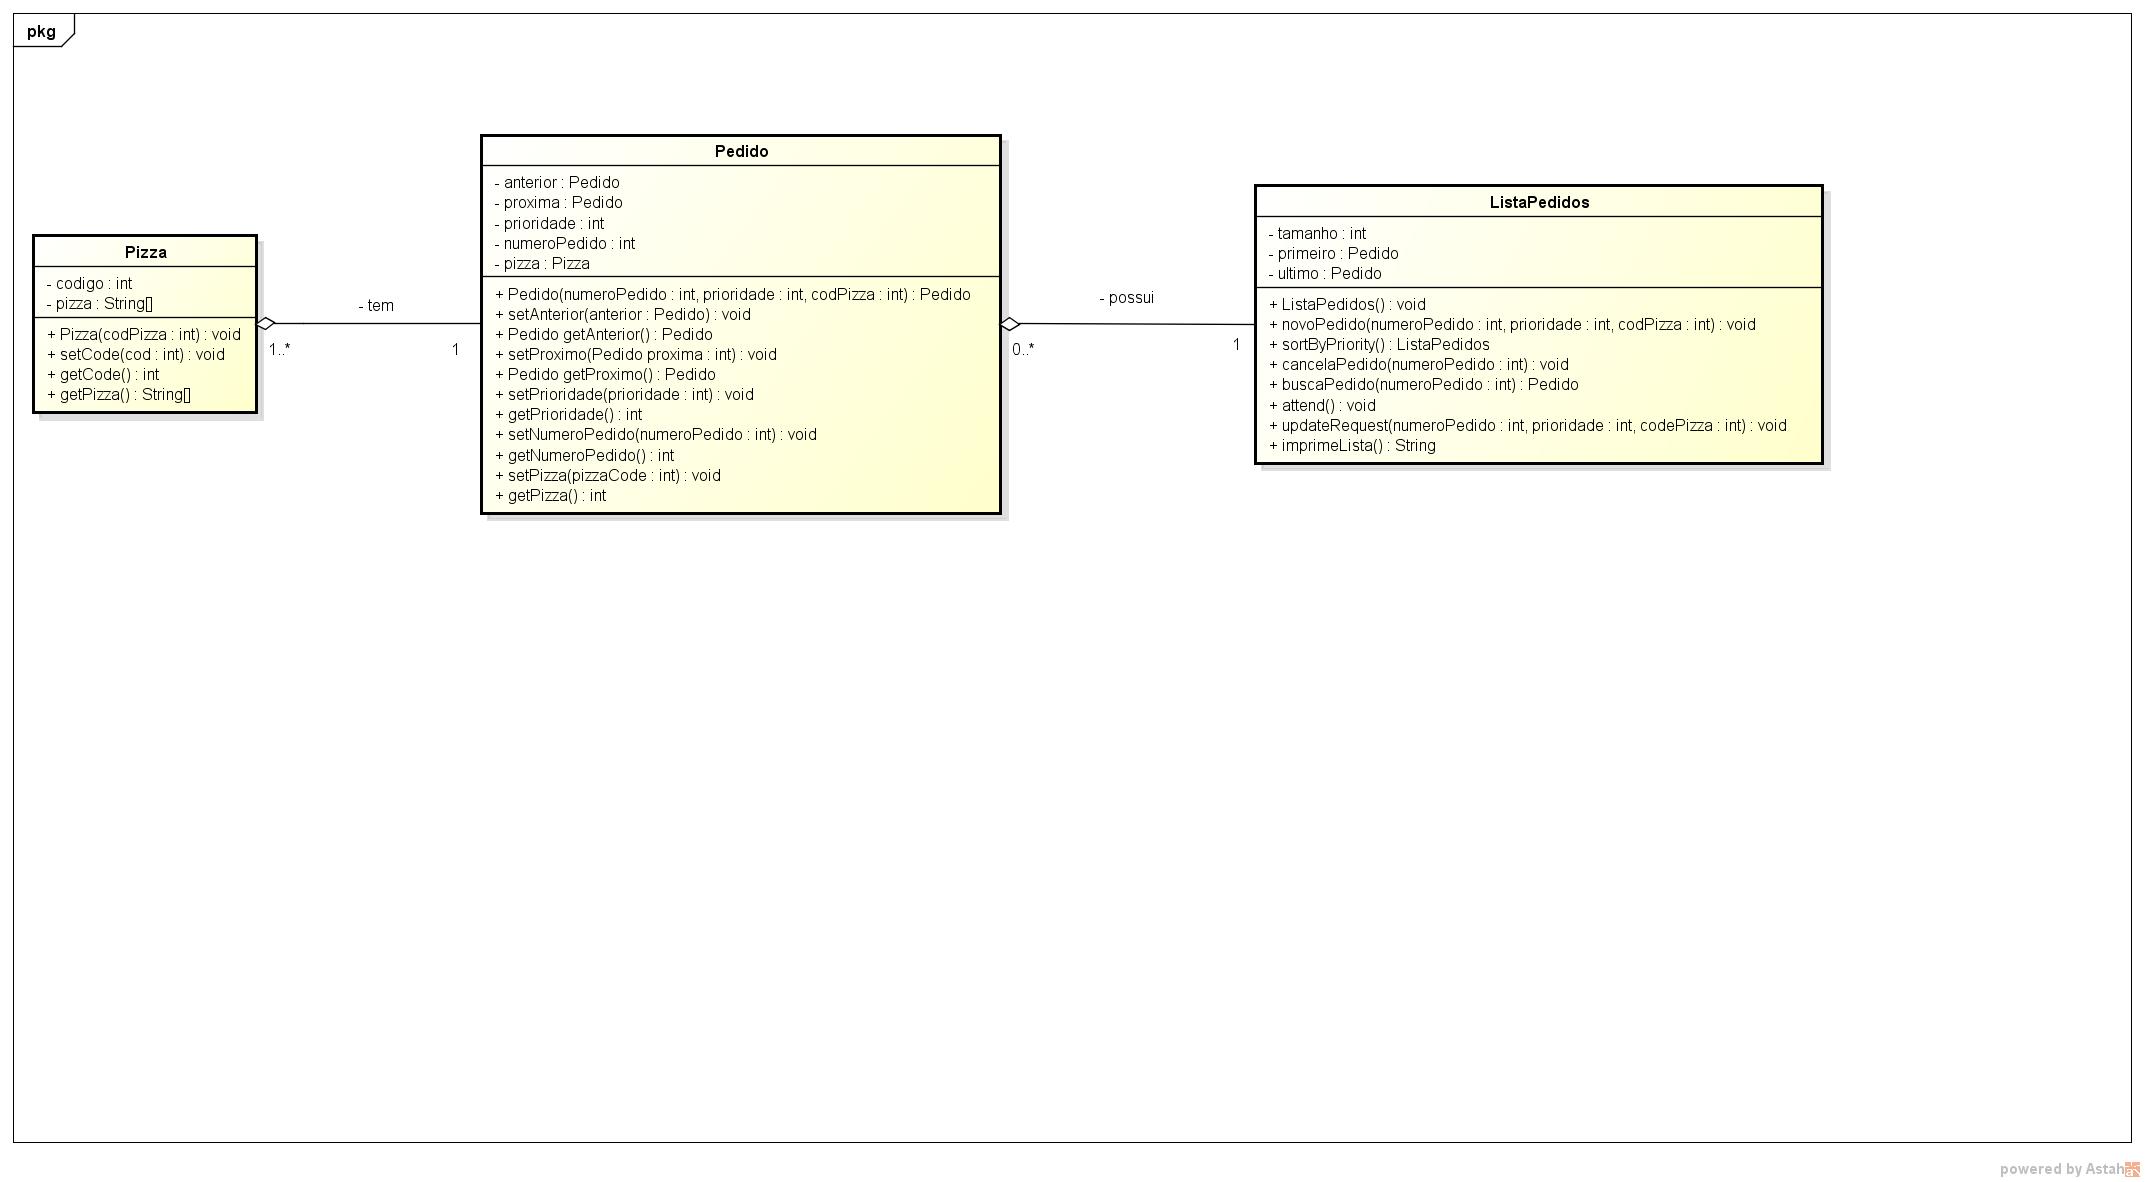 pkg
Pizza
- codigo : int
- pizza : String[]
+ Pizza(codPizza : int) : void
+ setCode(cod : int) : void
+ getCode() : int
+ getPizza() : String[]
- tem
1..*
1
Pedido
- anterior : Pedido
- proxima : Pedido
- prioridade : int
- numeroPedido : int
- pizza : Pizza
+ Pedido(numeroPedido : int, prioridade : int, codPizza : int) : Pedido
+ setAnterior(anterior : Pedido) : void
+ Pedido getAnterior() : Pedido
+ setProximo(Pedido proxima : int) : void
+ Pedido getProximo() : Pedido
+ setPrioridade(prioridade : int) : void
+ getPrioridade() : int
+ setNumeroPedido(numeroPedido : int) : void
+ getNumeroPedido() : int
+ setPizza(pizzaCode : int) : void
+ getPizza() : int
- possui
0..*
1
ListaPedidos
- tamanho : int
- primeiro : Pedido
- ultimo : Pedido
+ ListaPedidos() : void
+ novoPedido(numeroPedido : int, prioridade : int, codPizza : int) : void
+ sortByPriority() : ListaPedidos
+ cancelaPedido(numeroPedido : int) : void
+ buscaPedido(numeroPedido : int) : Pedido
+ attend() : void
+ updateRequest(numeroPedido : int, prioridade : int, codePizza : int) : void
+ imprimeLista() : String
powered by Astah